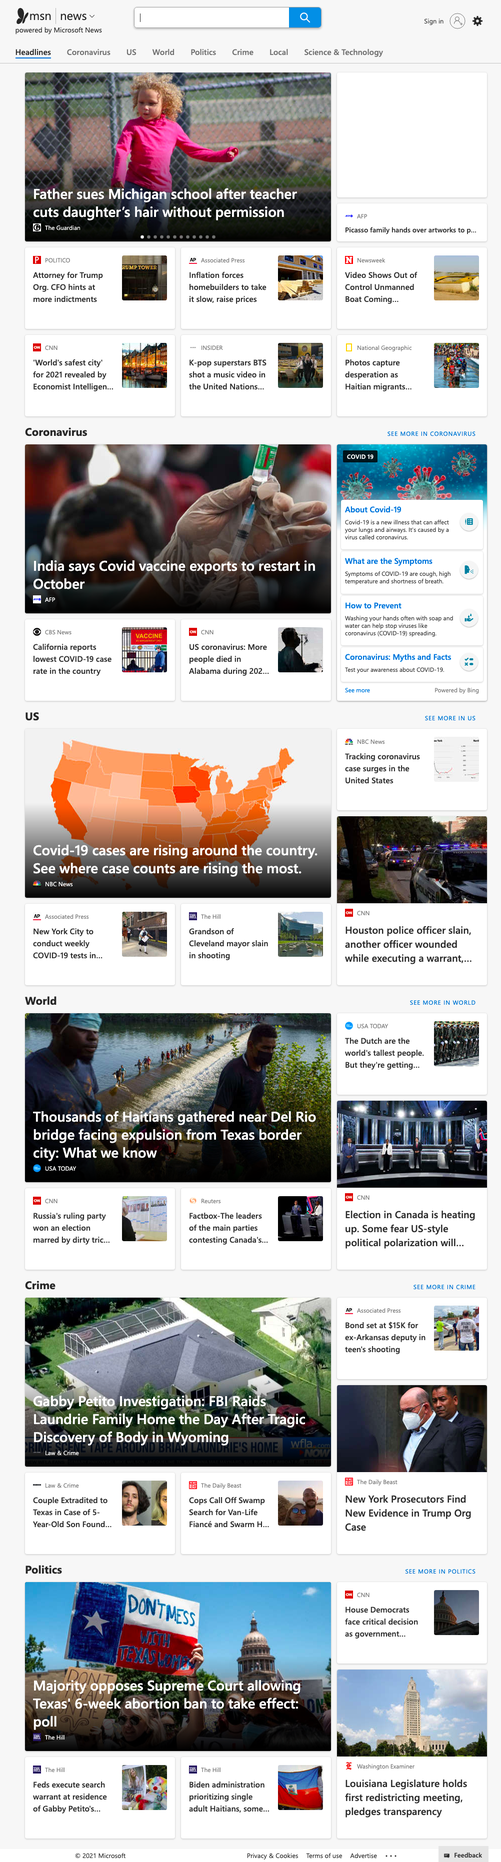 msn | news
powered by Microsoft News
Sign in
Headlines Coronavirus US World Politics Crime Local Science & Technology
Father sues Michigan school after teacher
cuts daughter's hair without permission
The Guardian
AFP
Picasso family hands over artworks to p...
POLITICO
Attorney for Trump
Org. CFO hints at
more indictments
AP Associated Press
Inflation forces
homebuilders to take
it slow, raise prices
Newsweek
Video Shows Out of
Control Unmanned
Boat Coming...
CNN
'World's safest city'
for 2021 revealed by
Economist Intelligen...
INSIDER
K-pop superstars BTS
shot a music video in
the United Nations...
National Geographic
Photos capture
desperation as
Haitian migrants...
Coronavirus
SEE MORE IN CORONAVIRUS
India says Covid vaccine exports to restart in
October
AFP
COVID 19
About Covid-19
Covid-19 is a new illness that can affect
your lungs and airways. It's caused by a
virus called coronavirus.
What are the Symptoms
Symptoms of COVID-19 are cough, high
temperature and shortness of breath.
How to Prevent
Washing your hands often with soap and
water can help stop viruses like
coronavirus (COVID-19) spreading.
Coronavirus: Myths and Facts
Test your awareness about COVID-19.
See more
Powered by Bing
CBS News
California reports
lowest COVID-19 case
rate in the country
VACCINE
CNN
US coronavirus: More
people died in
Alabama during 202...
US
SEE MORE IN US
Covid-19 cases are rising around the country.
See where case counts are rising the most.
NBC News
NBC News
Tracking coronavirus
case surges in the
United States
CNN
Houston police officer slain,
another officer wounded
while executing a warrant,...
AP Associated Press
New York City to
conduct weekly
COVID-19 tests in...
The Hill
Grandson of
Cleveland mayor slain
in shooting
World
SEE MORE IN WORLD
Thousands of Haitians gathered near Del Rio
bridge facing expulsion from Texas border
city: What we know
USA TODAY
USA TODAY
The Dutch are the
world's tallest people.
But they're getting...
CNN
Election in Canada is heating
up. Some fear US-style
political polarization will...
CNN
Russia's ruling party
won an election
marred by dirty tric...
Reuters
Factbox-The leaders
of the main parties
contesting Canada's...
Crime
SEE MORE IN CRIME
Gabby Petito Investigation: FBI Raids
Laundrie Family Home the Day After Tragic
Discovery of Body in Wyoming
CRIME SCENE TAPE AROUND BRIAN LAUNDRIE'S HOME
wfla
NOW
Law & Crime
AP Associated Press
Bond set at $15K for
ex-Arkansas deputy in
teen's shooting
The Daily Beast
New York Prosecutors Find
New Evidence in Trump Org
Case
Law & Crime
Couple Extradited to
Texas in Case of 5-
Year-Old Son Found...
The Daily Beast
Cops Call Off Swamp
Search for Van-Life
Fiancé and Swarm H...
Politics
SEE MORE IN POLITICS
DON'T MESS
WITH
TEXAS WOMEN
DON'T
Majority opposes Supreme Court allowing
Texas' 6-week abortion ban to take effect:
poll
The Hill
CNN
House Democrats
face critical decision
as government...
Washington Examiner
Louisiana Legislature holds
first redistricting meeting,
pledges transparency
The Hill
Feds execute search
warrant at residence
of Gabby Petito's...
The Hill
Biden administration
prioritizing single
adult Haitians, some...
© 2021 Microsoft
Privacy & Cookies Terms of use Advertise ...
Feedback